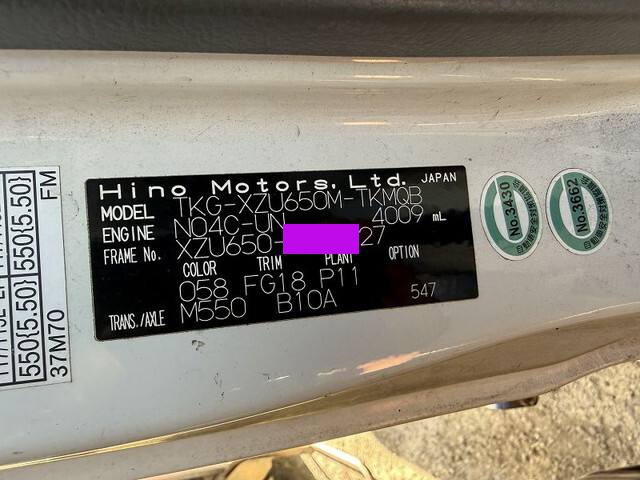 Hino Motors, Ltd. JAPAN
MODEL TKG-XZU650M-TKMQB
ENGINE N04C-UN 4009 mL
FRAME No. XZU650- 27
COLOR TRIM PLANT OPTION
058 FG18 P11
TRANS./AXLE M550 B10A 547
No.3430
No.3662
550{5.50} 550{5.50} FM
37M70